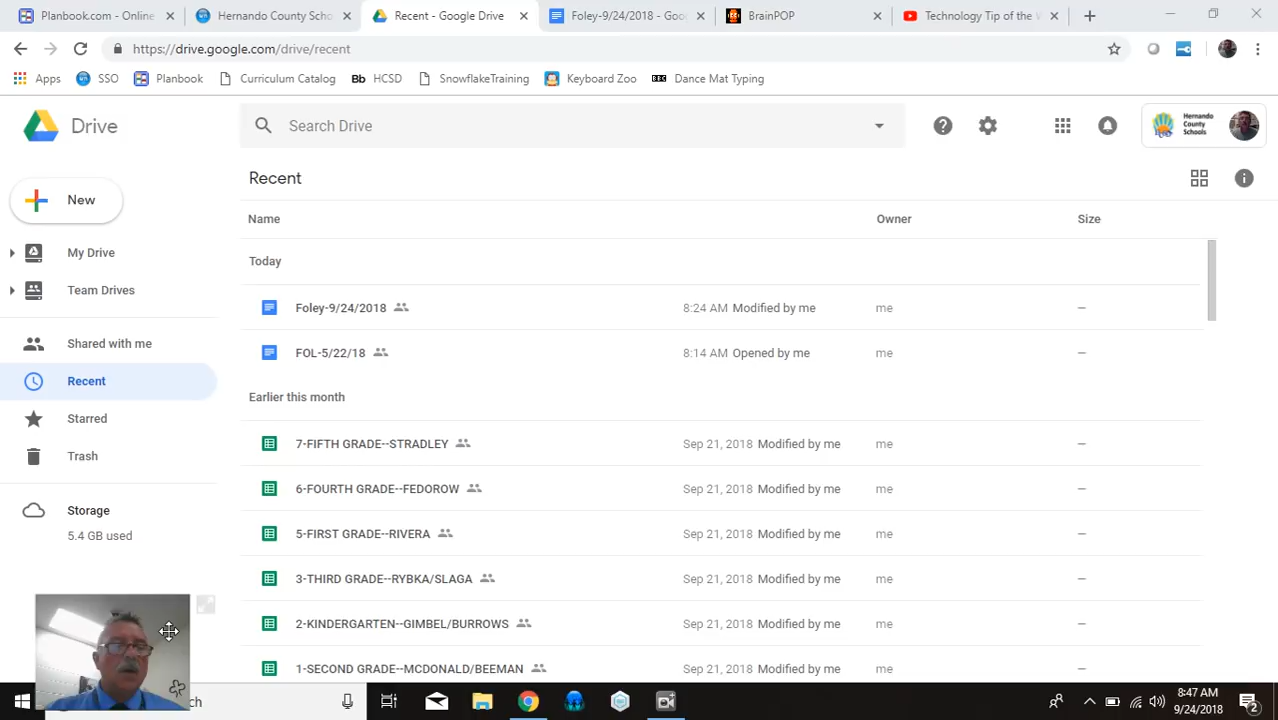 Planbook.com - Online
Hernando County Scho
Recent - Google Drive
Foley-9/24/2018 - Goo
BrainPOP
Technology Tip of the W
https://drive.google.com/drive/recent
Apps
SSO
Planbook
Curriculum Catalog
Bb HCSD
SnowflakeTraining
Keyboard Zoo
Dance Mat Typing
Drive
Search Drive
Hernando
County
Schools
New
Recent
Name
Owner
Size
My Drive
Team Drives
Shared with me
Recent
Starred
Trash
Storage
5.4 GB used
Today
Foley-9/24/2018 8:24 AM Modified by me me –
FOL-5/22/18 8:14 AM Opened by me me –
Earlier this month
7-FIFTH GRADE--STRADLEY Sep 21, 2018 Modified by me me –
6-FOURTH GRADE--FEDOROW Sep 21, 2018 Modified by me me –
5-FIRST GRADE--RIVERA Sep 21, 2018 Modified by me me –
3-THIRD GRADE--RYBKA/SLAGA Sep 21, 2018 Modified by me me –
2-KINDERGARTEN--GIMBEL/BURROWS Sep 21, 2018 Modified by me me –
1-SECOND GRADE--MCDONALD/BEEMAN Sep 21, 2018 Modified by me me –
rch
8:47 AM
9/24/2018
2